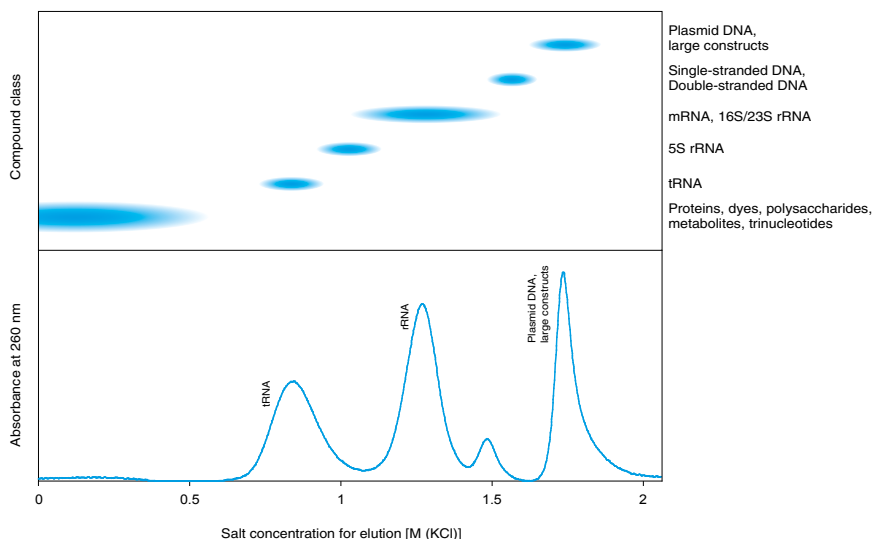 Compound class
Plasmid DNA,
large constructs
Single-stranded DNA,
Double-stranded DNA
mRNA, 16S/23S rRNA
5S rRNA
tRNA
Proteins, dyes, polysaccharides,
metabolites, trinucleotides
Absorbance at 260 nm
tRNA
rRNA
Plasmid DNA,
large constructs
0
0.5
1
1.5
2
Salt concentration for elution [M (KCl)]